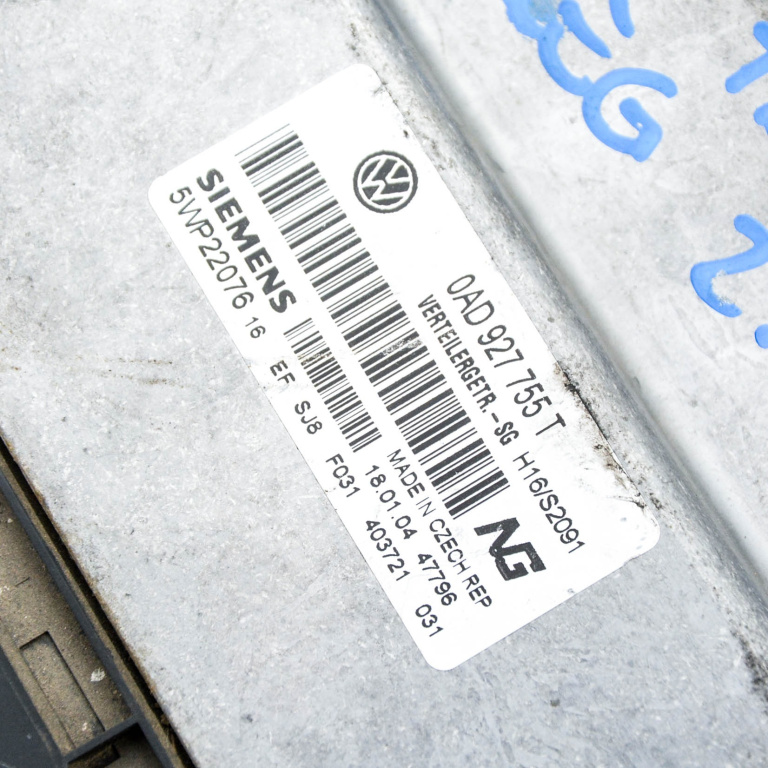 0AD 927 755 T
VERTEILERGETR.-SG H16/S2091
NG
MADE IN CZECH REP
SIEMENS
18.01.04 47796
5WP22076 16 EF SJ8 F031 403721 031